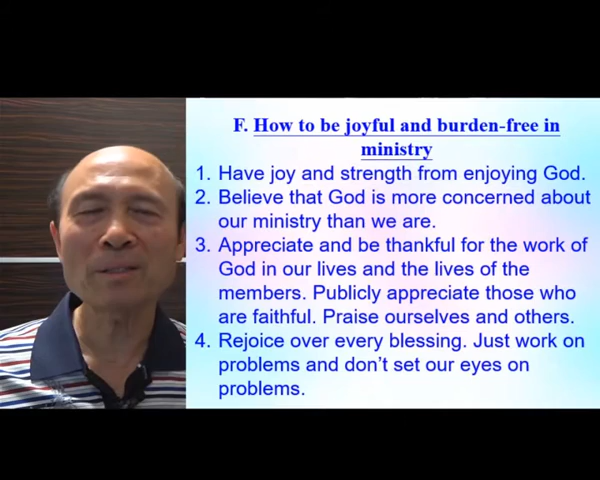 F. How to be joyful and burden-free in
ministry
1. Have joy and strength from enjoying God.
2. Believe that God is more concerned about
our ministry than we are.
3. Appreciate and be thankful for the work of
God in our lives and the lives of the
members. Publicly appreciate those who
are faithful. Praise ourselves and others.
4. Rejoice over every blessing. Just work on
problems and don’t set our eyes on
problems.